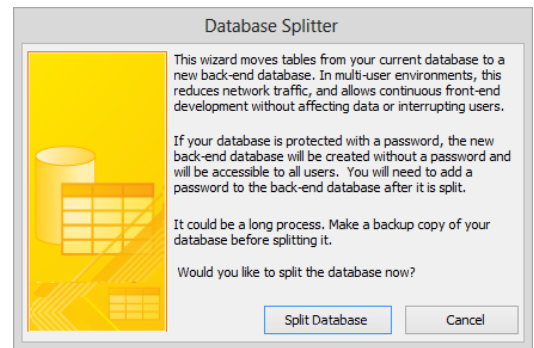 Database Splitter
This wizard moves tables from your current database to a
new back-end database. In multi-user environments, this
reduces network traffic, and allows continuous front-end
development without affecting data or interrupting users.
If your database is protected with a password, the new
back-end database will be created without a password and
will be accessible to all users.  You will need to add a
password to the back-end database after it is split.
It could be a long process. Make a backup copy of your
database before splitting it.
Would you like to split the database now?
Split Database
Cancel